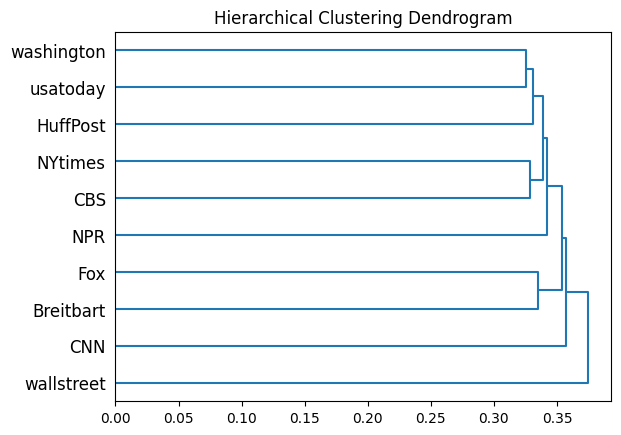 Hierarchical Clustering Dendrogram
washington
usatoday
HuffPost
NYtimes
CBS
NPR
Fox
Breitbart
CNN
wallstreet
0.00 0.05 0.10 0.15 0.20 0.25 0.30 0.35